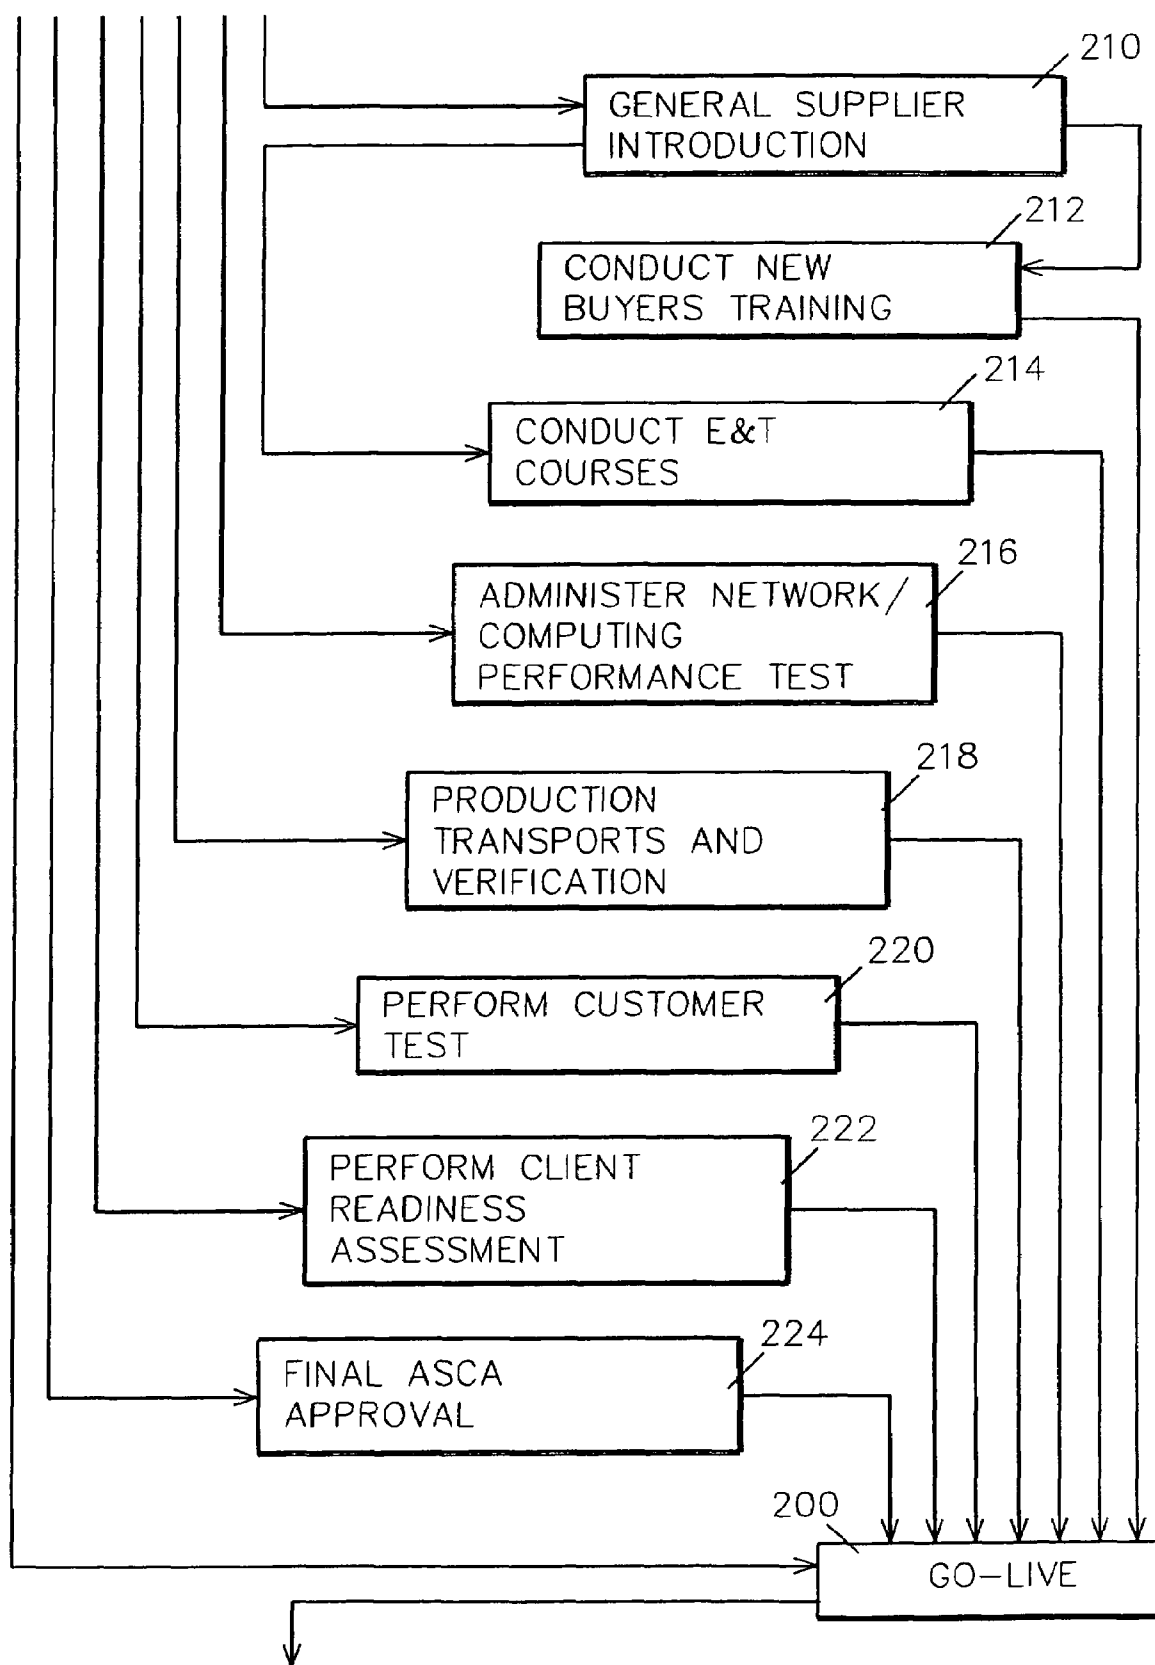 210
GENERAL SUPPLIER
INTRODUCTION
212
CONDUCT NEW
BUYERS TRAINING
214
CONDUCT E&T
COURSES
216
ADMINISTER NETWORK/
COMPUTING
PERFORMANCE TEST
218
PRODUCTION
TRANSPORTS AND
VERIFICATION
220
PERFORM CUSTOMER
TEST
222
PERFORM CLIENT
READINESS
ASSESSMENT
224
FINAL ASCA
APPROVAL
200
GO-LIVE